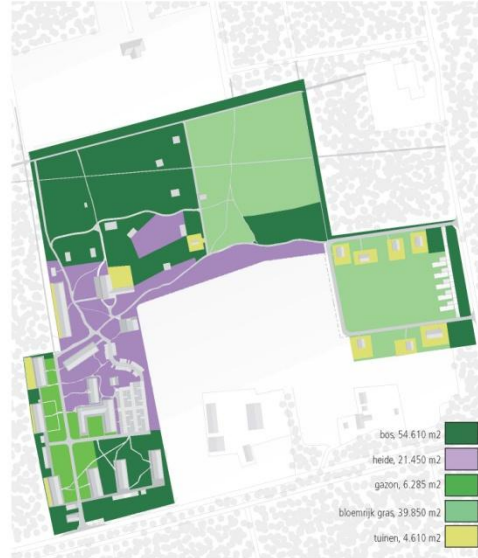 bos, 54.610 m2
heide, 21.450 m2
gazon, 6.285 m2
bloemrijk gras, 39.850 m2
tuinen, 4.610 m2